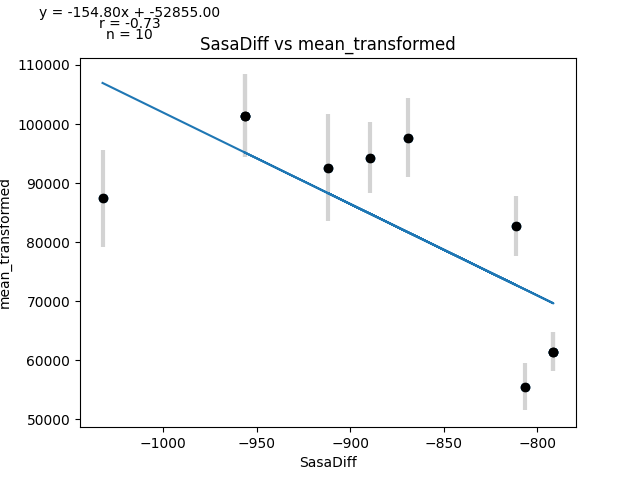 y = -154.80x + -52855.00
r = -0.73
n = 10
SasaDiff vs mean_transformed
110000
100000
90000
80000
70000
60000
50000
mean_transformed
−1000
−950
−900
−850
−800
SasaDiff